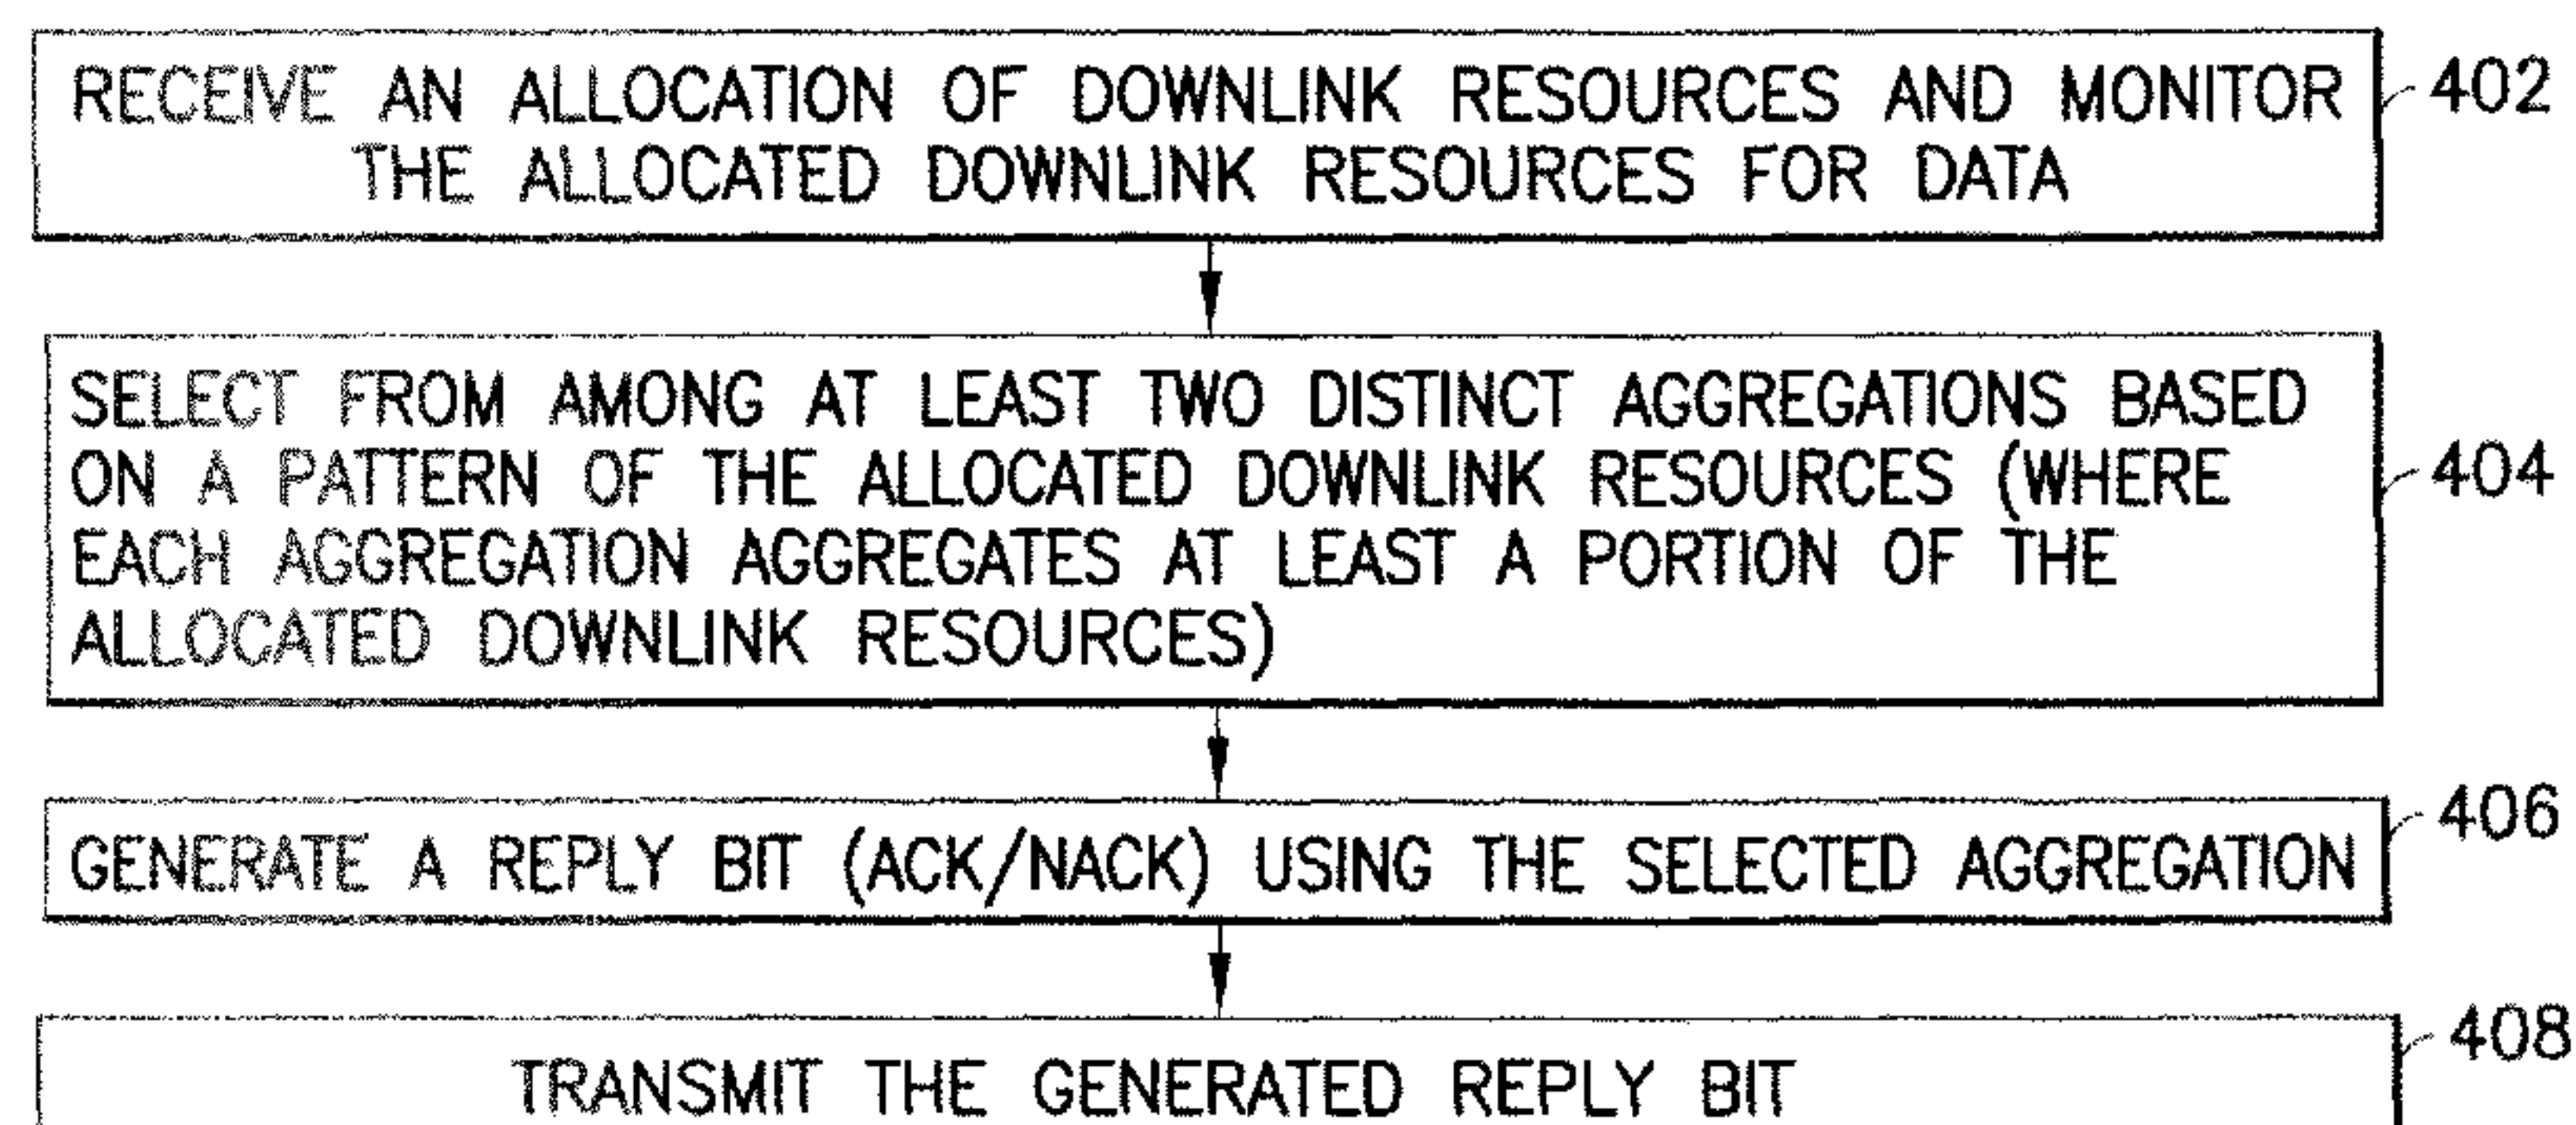 RECEIVE AN ALLOCATION OF DOWNLINK RESOURCES AND MONITOR
THE ALLOCATED DOWNLINK RESOURCES FOR DATA
402
SELECT FROM AMONG AT LEAST TWO DISTINCT AGGREGATIONS BASED
ON A PATTERN OF THE ALLOCATED DOWNLINK RESOURCES (WHERE
EACH AGGREGATION AGGREGATES AT LEAST A PORTION OF THE
ALLOCATED DOWNLINK RESOURCES)
404
GENERATE A REPLY BIT (ACK/NACK) USING THE SELECTED AGGREGATION
406
TRANSMIT THE GENERATED REPLY BIT
408